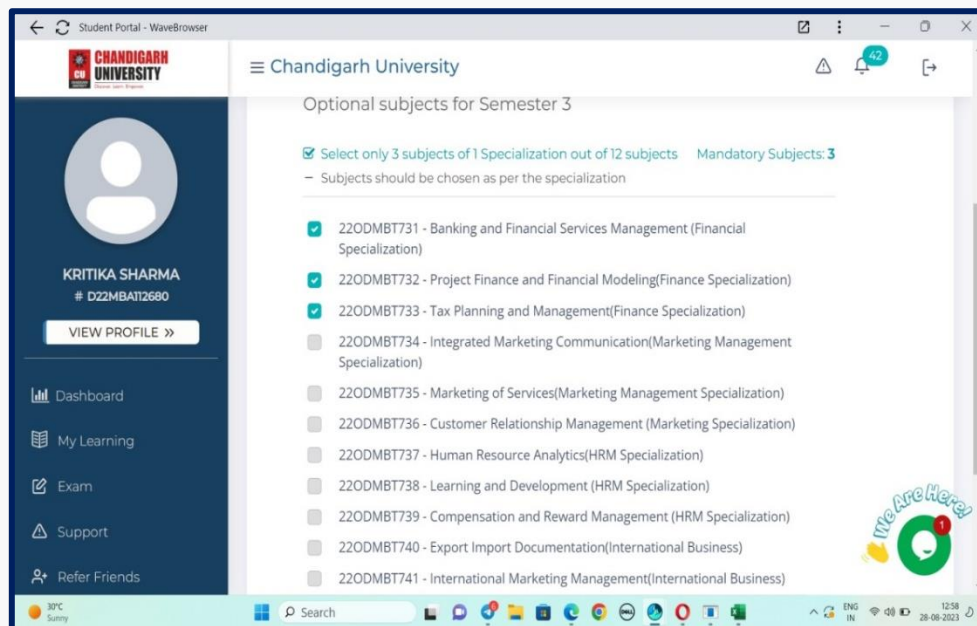 Student Portal - WaveBrowser
CHANDIGARH
CU UNIVERSITY
Chandigarh University
42
KRITIKA SHARMA
# D22MBA112680
VIEW PROFILE »
Dashboard
My Learning
Exam
Support
Refer Friends
Optional subjects for Semester 3
Select only 3 subjects of 1 Specialization out of 12 subjects Mandatory Subjects: 3
– Subjects should be chosen as per the specialization
22ODMBT731 - Banking and Financial Services Management (Financial
Specialization)
22ODMBT732 - Project Finance and Financial Modeling(Finance Specialization)
22ODMBT733 - Tax Planning and Management(Finance Specialization)
22ODMBT734 - Integrated Marketing Communication(Marketing Management
Specialization)
22ODMBT735 - Marketing of Services(Marketing Management Specialization)
22ODMBT736 - Customer Relationship Management (Marketing Specialization)
22ODMBT737 - Human Resource Analytics(HRM Specialization)
22ODMBT738 - Learning and Development (HRM Specialization)
22ODMBT739 - Compensation and Reward Management (HRM Specialization)
22ODMBT740 - Export Import Documentation(International Business)
22ODMBT741 - International Marketing Management(International Business)
We Are Here!
1
30°C
Sunny
Search
ENG
IN
12:58
28-08-2023